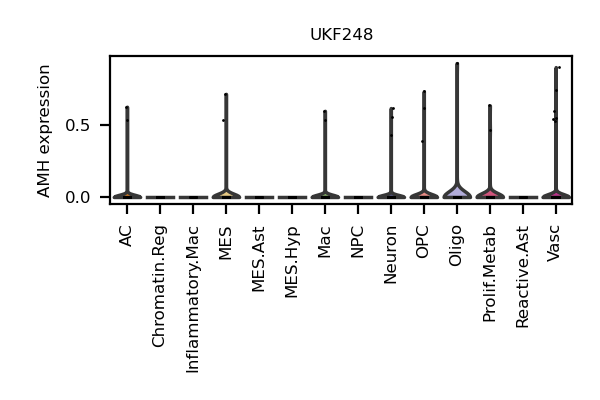 UKF248
AMH expression
0.5
0.0
AC
Chromatin.Reg
Inflammatory.Mac
MES
MES.Ast
MES.Hyp
Mac
NPC
Neuron
OPC
Oligo
Prolif.Metab
Reactive.Ast
Vasc